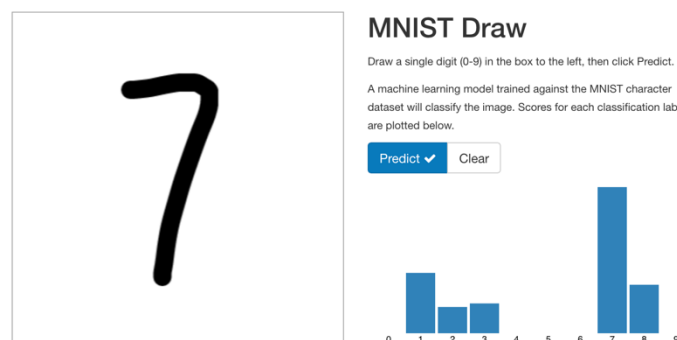 7
MNIST Draw
Draw a single digit (0-9) in the box to the left, then click Predict.
A machine learning model trained against the MNIST character
dataset will classify the image. Scores for each classification lab
are plotted below.
Predict ✔ Clear
0 1 2 3 4 5 6 7 8 9